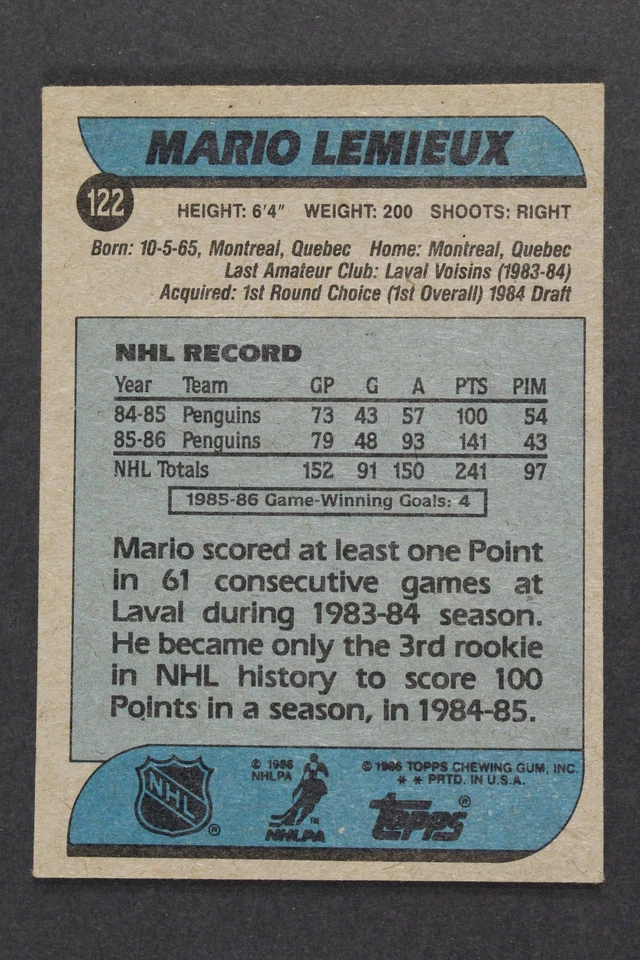 MARIO LEMIEUX
122
HEIGHT: 6'4" WEIGHT: 200 SHOOTS: RIGHT
Born: 10-5-65, Montreal, Quebec Home: Montreal, Quebec
Last Amateur Club: Laval Voisins (1983-84)
Acquired: 1st Round Choice (1st Overall) 1984 Draft
NHL RECORD
Year Team GP G A PTS PIM
84-85 Penguins 73 43 57 100 54
85-86 Penguins 79 48 93 141 43
NHL Totals 152 91 150 241 97
1985-86 Game-Winning Goals: 4
Mario scored at least one Point
in 61 consecutive games at
Laval during 1983-84 season.
He became only the 3rd rookie
in NHL history to score 100
Points in a season, in 1984-85.
NHL ®
© 1986
NHLPA
™
NHLPA
© 1986 TOPPS CHEWING GUM, INC.
* * PRTD. IN U.S.A.
TOPPS ®